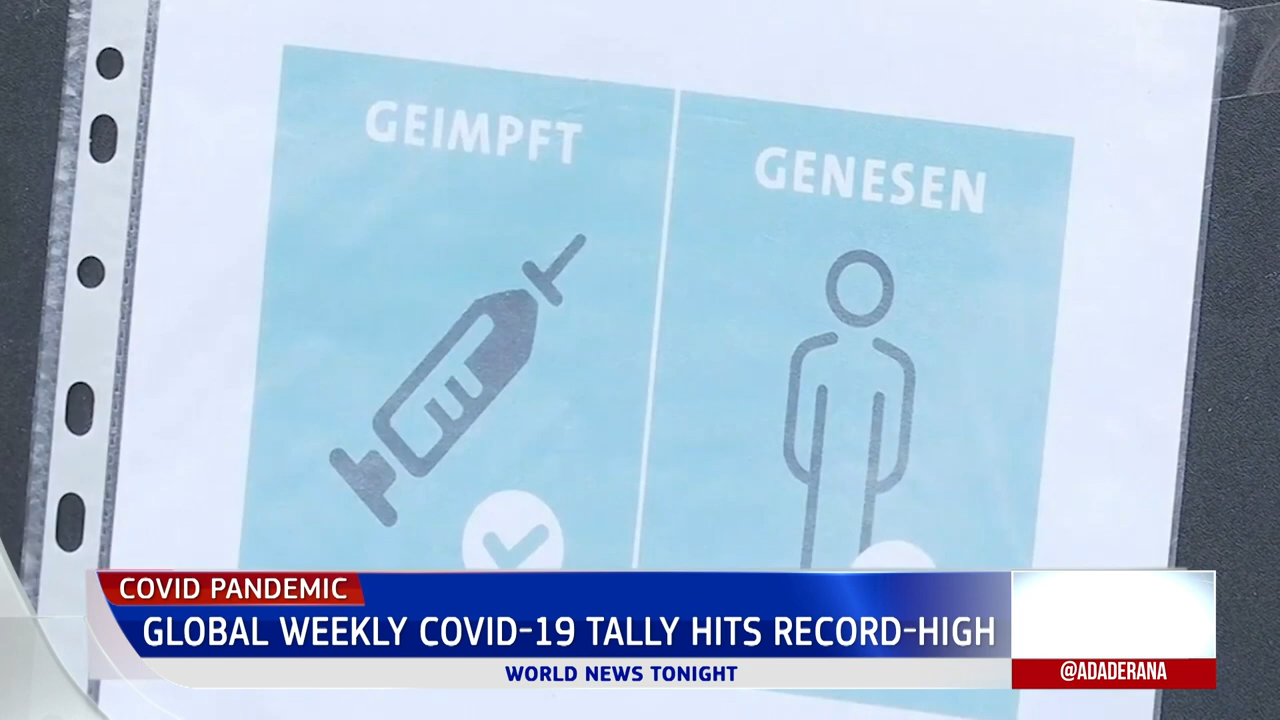 GEIMPFT
GENESEN
COVID PANDEMIC
GLOBAL WEEKLY COVID-19 TALLY HITS RECORD-HIGH
WORLD NEWS TONIGHT
@ADADERANA